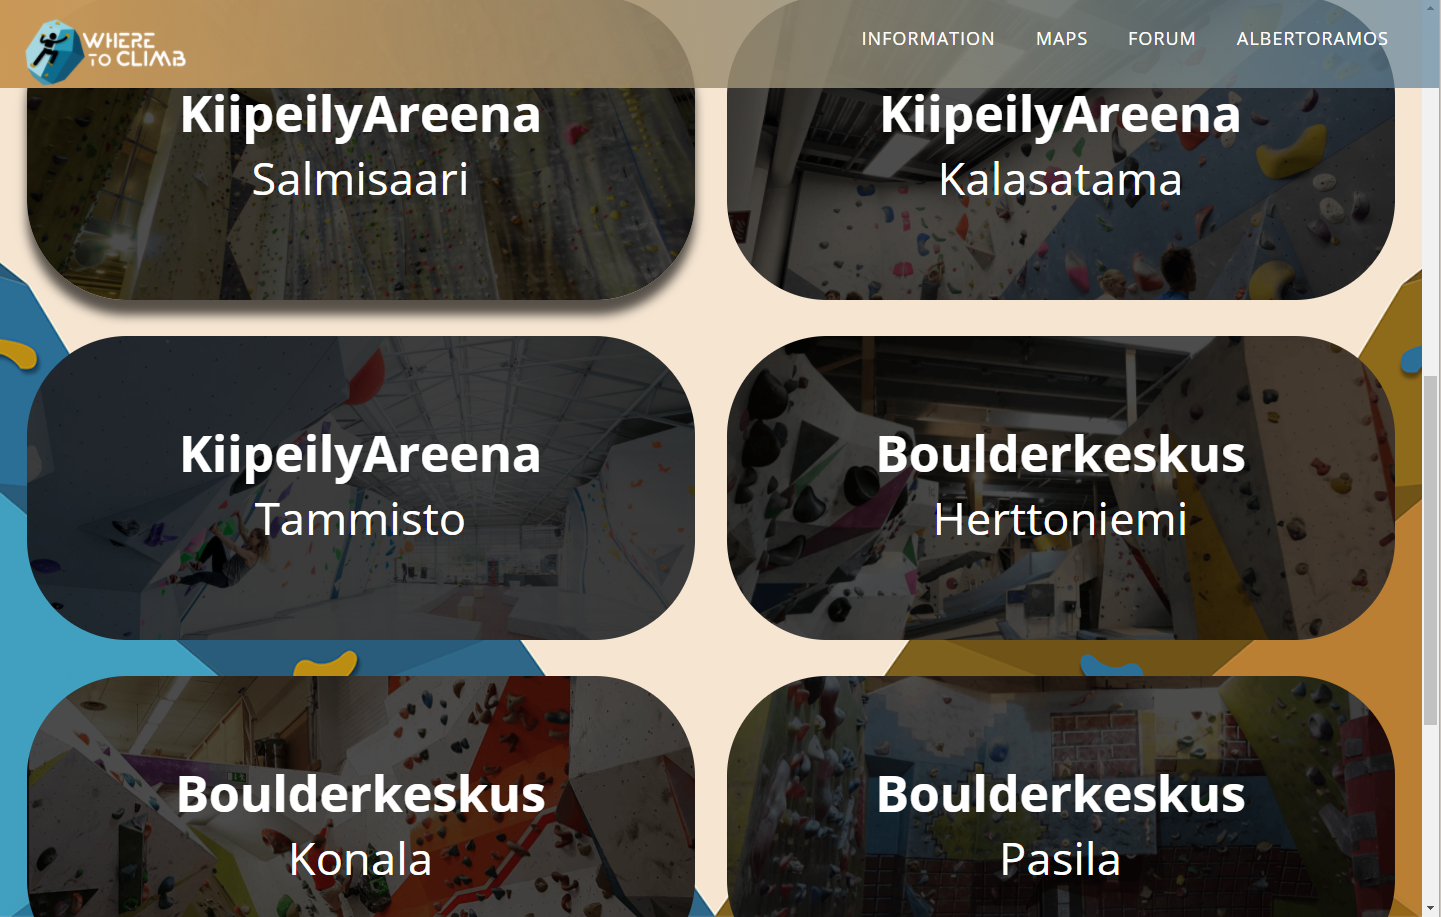 WHERE
TO CLIMB
INFORMATION
MAPS
FORUM
ALBERTORAMOS
KiipeilyAreena
Salmisaari
KiipeilyAreena
Kalasatama
KiipeilyAreena
Tammisto
Boulderkeskus
Herttoniemi
Boulderkeskus
Konala
Boulderkeskus
Pasila